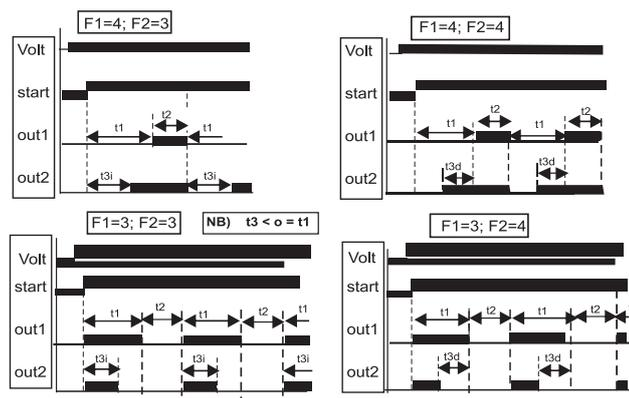 F1=4; F2=3
Volt
start
t2
out1
t1
t1
out2
t3i
t3i
F1=4; F2=4
Volt
start
t2
t2
out1
t1
t1
t3d
t3d
out2
F1=3; F2=3
NB) t3 < o = t1
Volt
start
t1
t2
t1
t2
t1
out1
t3i
t3i
t3i
out2
F1=3; F2=4
Volt
start
t1
t2
t1
t2
out1
t3d
t3d
out2